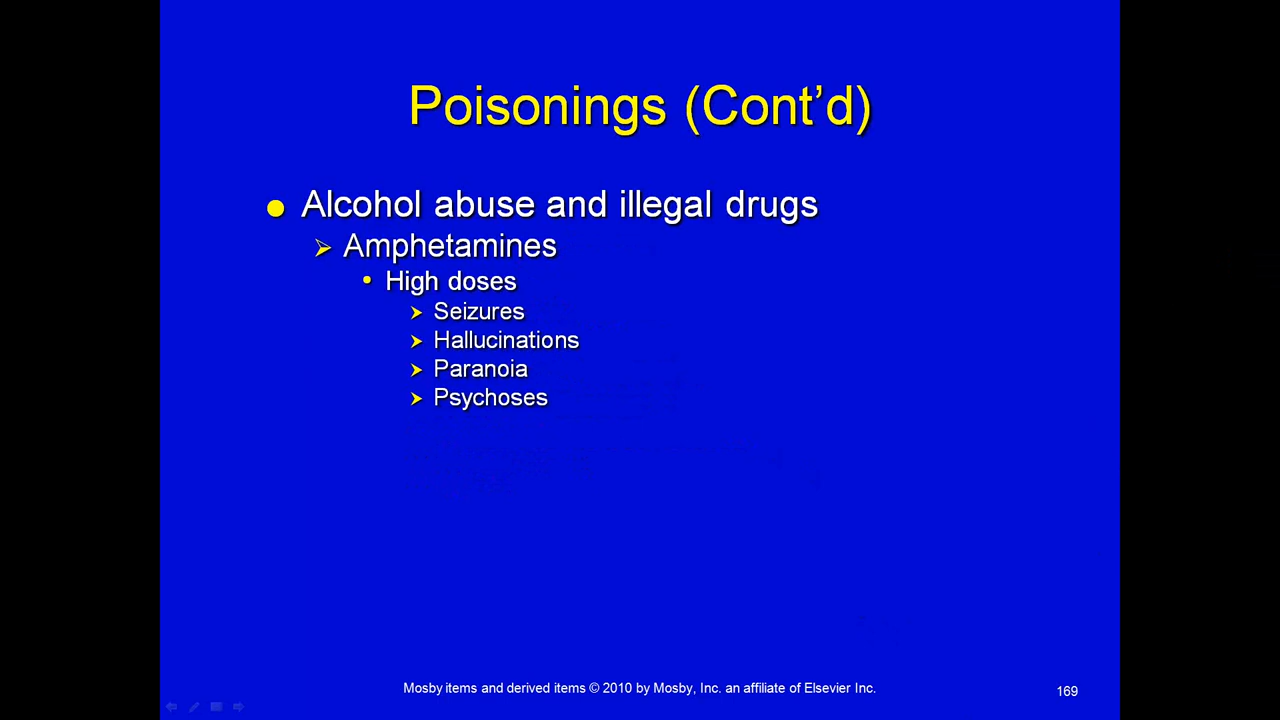 Poisonings (Cont’d)
Alcohol abuse and illegal drugs
Amphetamines
High doses
Seizures
Hallucinations
Paranoia
Psychoses
Mosby items and derived items © 2010 by Mosby, Inc. an affiliate of Elsevier Inc.
169